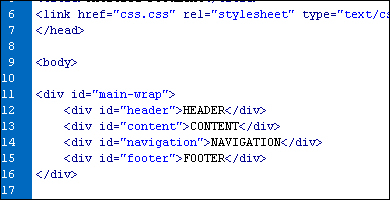 6 <link href="css.css" rel="stylesheet" type="text/cs
7 </head>
8
9 <body>
10
11 <div id="main-wrap">
12 <div id="header">HEADER</div>
13 <div id="content">CONTENT</div>
14 <div id="navigation">NAVIGATION</div>
15 <div id="footer">FOOTER</div>
16 </div>
17